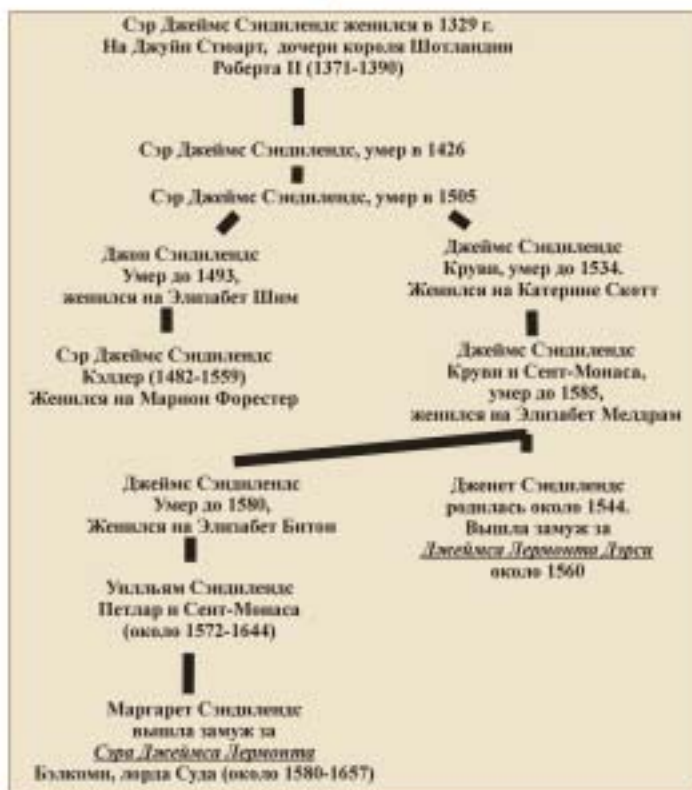 Сэр Джеймс Сэндилендс женился в 1329 г.
На Джуйн Стюарт, дочери короля Шотландии
Роберта II (1371-1390)
Сэр Джеймс Сэндилендс, умер в 1426
Сэр Джеймс Сэндилендс, умер в 1505
Джон Сэндилендс
Умер до 1493,
женился на Элизабет Шим
Джеймс Сэндилендс
Круви, умер до 1534.
Женился на Катерине Скотт
Сэр Джеймс Сэндилендс
Кэлдер (1482-1559)
Женился на Марион Форестер
Джеймс Сэндилендс
Круви и Сент-Монаса,
умер до 1585,
женился на Элизабет Мелдрам
Джеймс Сэндилендс
Умер до 1580,
Женился на Элизабет Битон
Дженет Сэндилендс
родилась около 1544.
Вышла замуж за
Джеймса Лермонта Дэрси
около 1560
Уилльям Сэндилендс
Петлар и Сент-Монаса
(около 1572-1644)
Маргарет Сэндилендс
вышла замуж за
Сэра Джеймса Лермонта
Бэлкоми, лорда Суда (около 1580-1657)